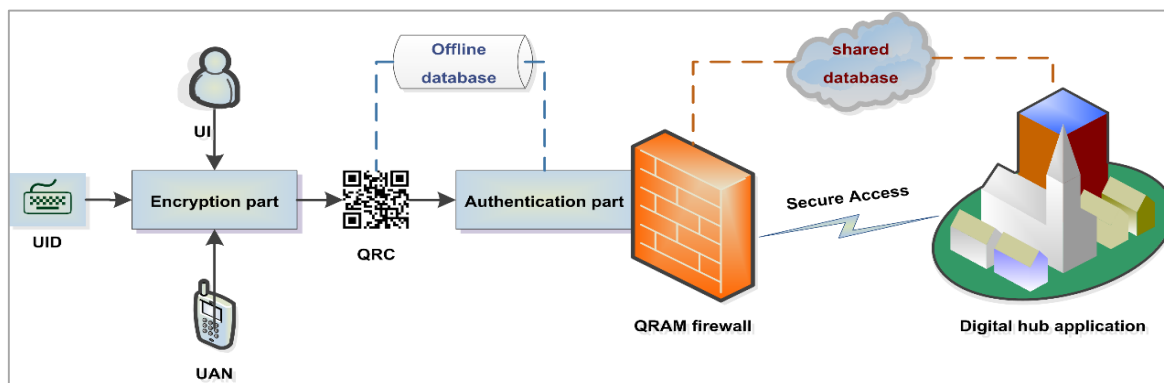 Offline
database
shared
database
UI
UID
Encryption part
QRC
Authentication part
Secure Access
UAN
QRAM firewall
Digital hub application